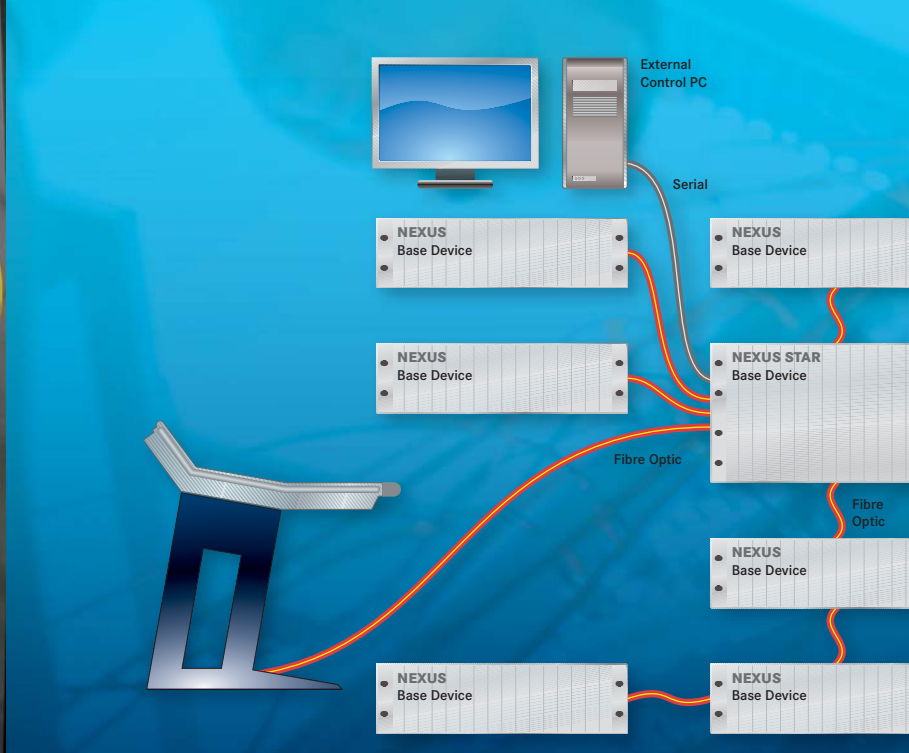 External
Control PC
Serial
NEXUS
Base Device
NEXUS
Base Device
NEXUS
Base Device
NEXUS STAR
Base Device
Fibre Optic
Fibre
Optic
NEXUS
Base Device
NEXUS
Base Device
NEXUS
Base Device